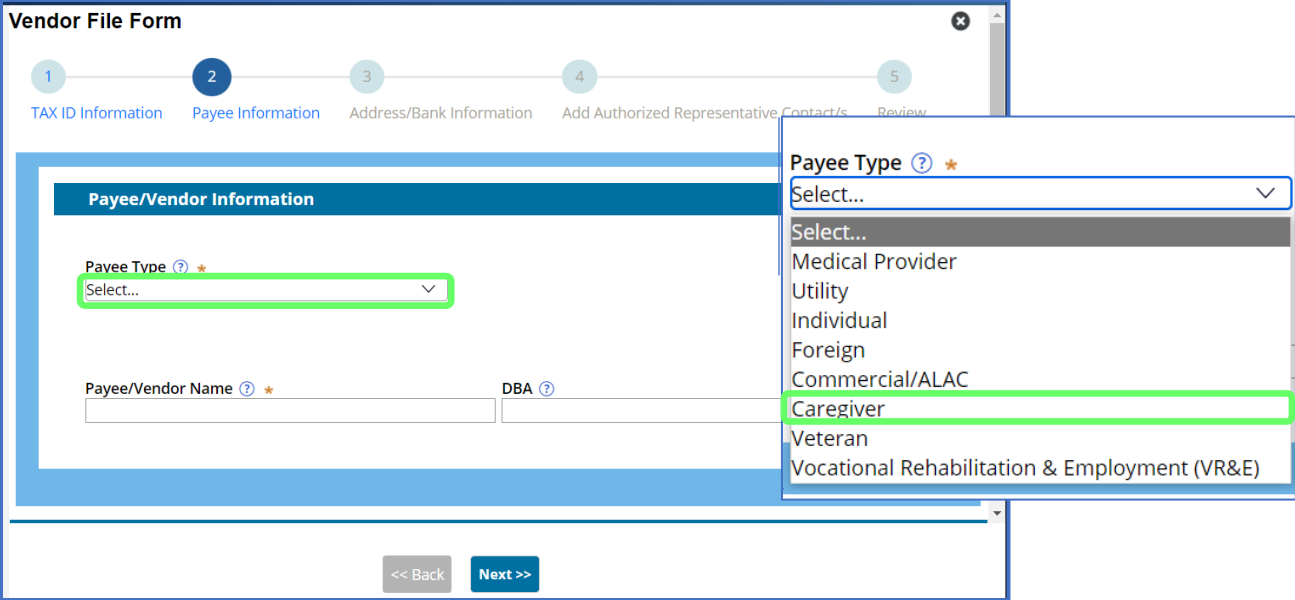 Vendor File Form
1
2
3
4
5
TAX ID Information
Payee Information
Address/Bank Information
Add Authorized Representative Contact/s
Review
Payee/Vendor Information
Payee Type ? *
Select...
Payee/Vendor Name ? *
DBA ?
<< Back
Next >>
Payee Type ? *
Select...
Select...
Medical Provider
Utility
Individual
Foreign
Commercial/ALAC
Caregiver
Veteran
Vocational Rehabilitation & Employment (VR&E)